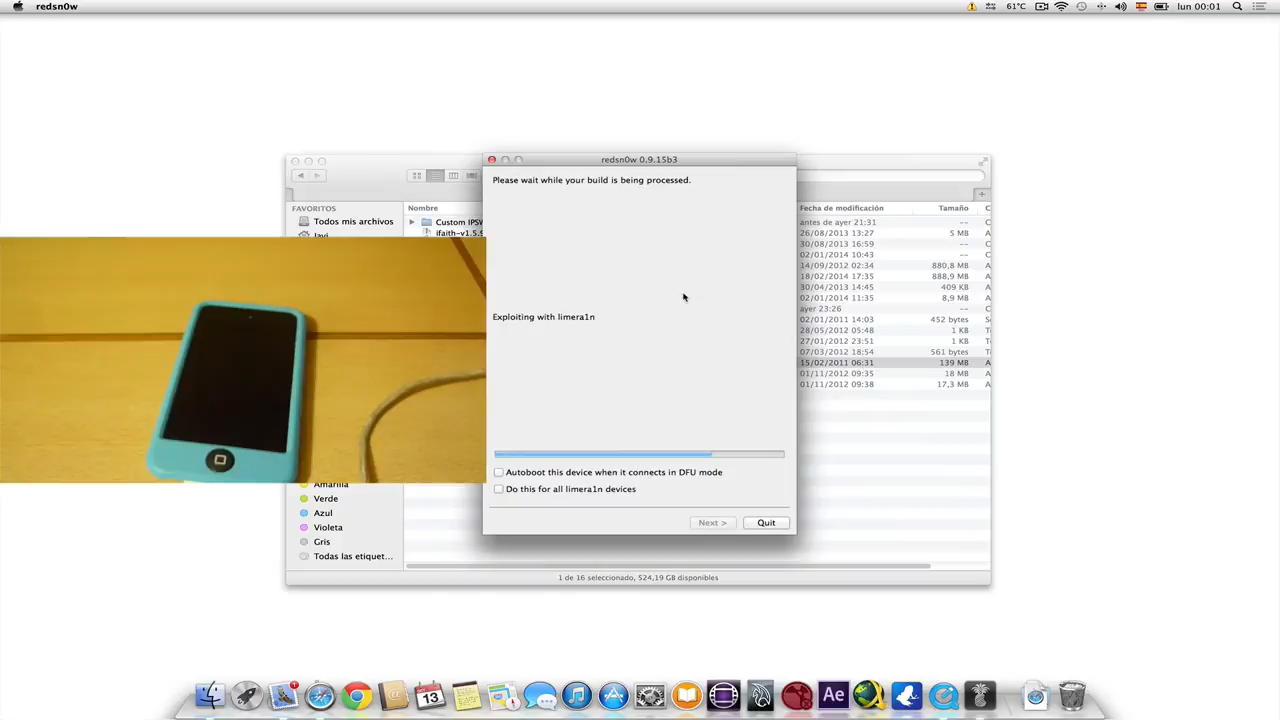 redsn0w
61°C
lun 00:01
redsn0w 0.9.15b3
Please wait while your build is being processed.
Exploiting with limera1n
Autoboot this device when it connects in DFU mode
Do this for all limera1n devices
Next >
Quit
FAVORITOS
Todos mis archivos
Javi
Amarilla
Verde
Azul
Violeta
Gris
Todas las etiquet...
Nombre
Custom IPSW
ifaith-v1.5.9
Fecha de modificación
Tamaño
antes de ayer 21:31
--
26/08/2013 13:27
5 MB
30/08/2013 16:59
--
02/01/2014 10:43
--
14/09/2012 02:34
880,8 MB
18/02/2014 17:35
888,9 MB
30/04/2013 14:45
409 KB
02/01/2014 11:35
8,9 MB
ayer 23:26
--
02/01/2011 14:03
452 bytes
28/05/2012 05:48
1 KB
27/01/2012 23:51
1 KB
07/03/2012 18:54
561 bytes
15/02/2011 06:31
139 MB
01/11/2012 09:35
18 MB
01/11/2012 09:38
17,3 MB
1 de 16 seleccionado, 524,19 GB disponibles
13
Ae